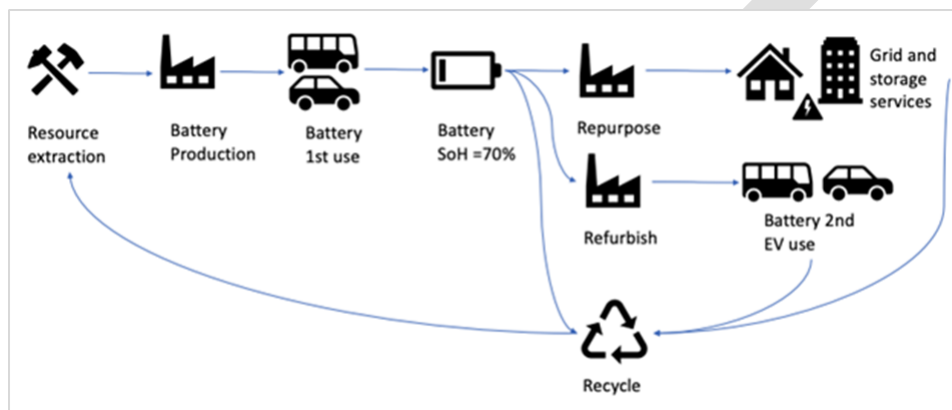 Resource
extraction
Battery
Production
Battery
1st use
Battery
SoH =70%
Repurpose
Grid and
storage
services
Refurbish
Battery 2nd
EV use
Recycle